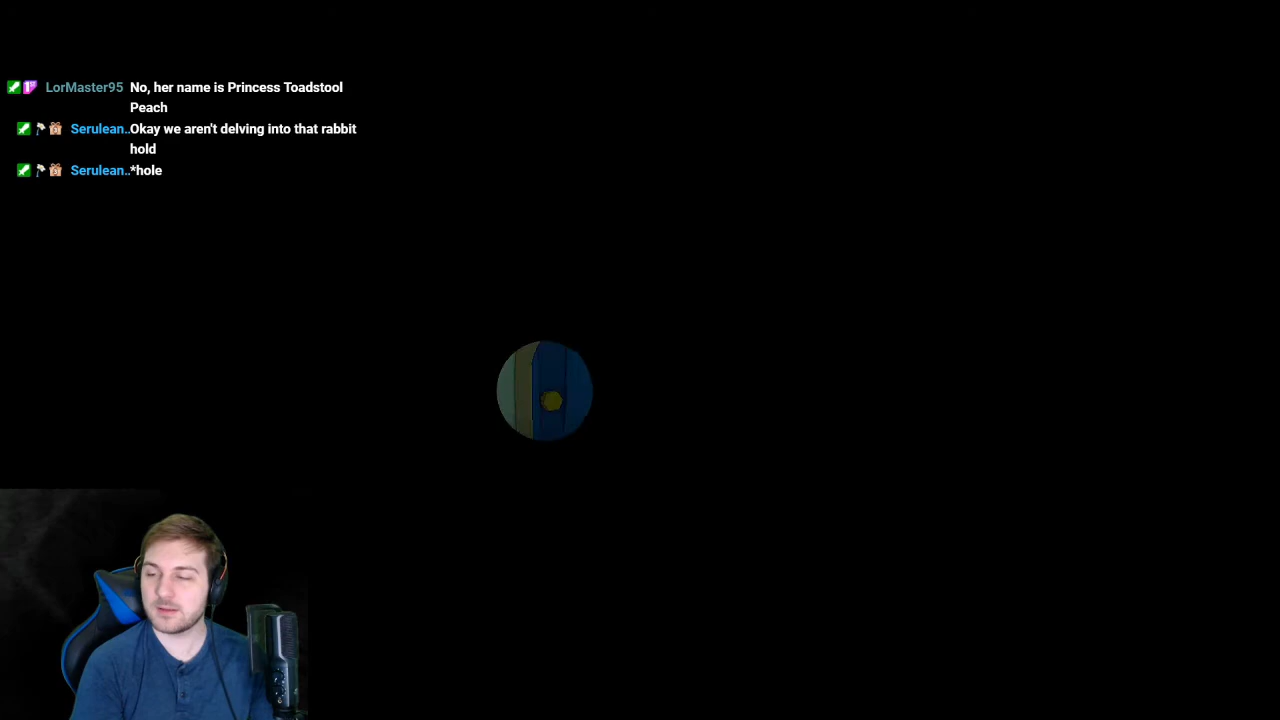 LorMaster95 No, her name is Princess Toadstool
Peach
Serulean.. Okay we aren't delving into that rabbit
hold
Serulean.. *hole